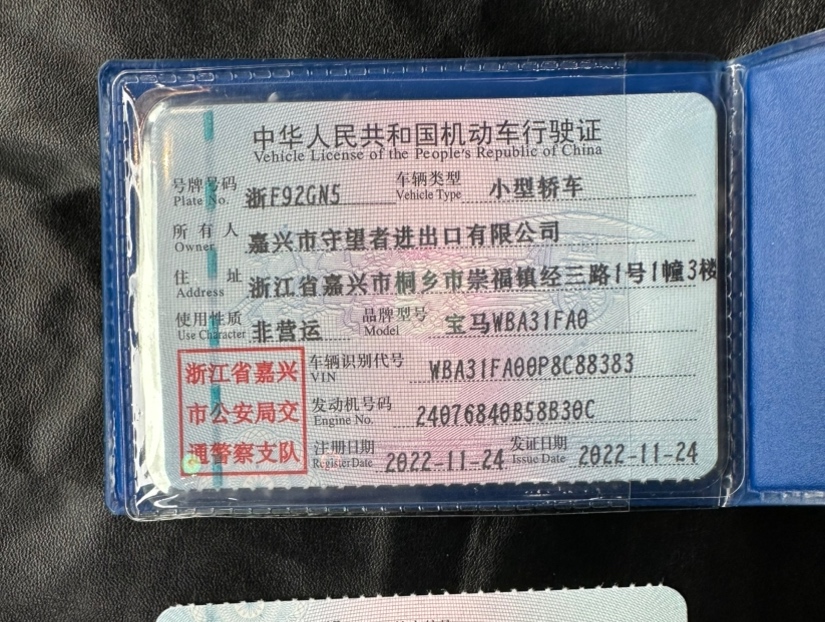 中华人民共和国机动车行驶证
Vehicle License of the People's Republic of China
号牌号码 浙F92GN5 车辆类型 小型轿车
Plate No. Vehicle Type
所有人 嘉兴市守望者进出口有限公司
Owner
住址 浙江省嘉兴市桐乡市崇福镇经三路1号1幢3楼
Address
使用性质 非营运 品牌型号 宝马WBA31FA0
Use Character Model
浙江省嘉兴
市公安局交
通警察支队
车辆识别代号 WBA31FA00P8C88383
VIN
发动机号码 24076840B58B30C
Engine No.
注册日期 2022-11-24 发证日期 2022-11-24
Register Date Issue Date